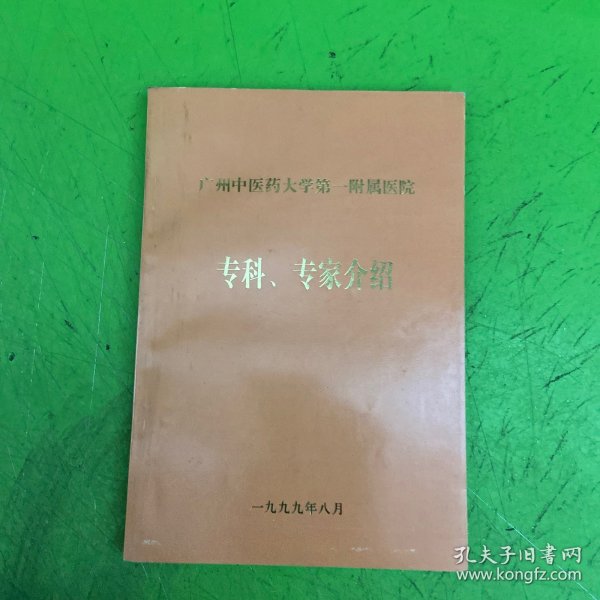 广州中医药大学第一附属医院
专科、专家介绍
一九九九年八月
孔夫子旧书网
www.kongfz.com